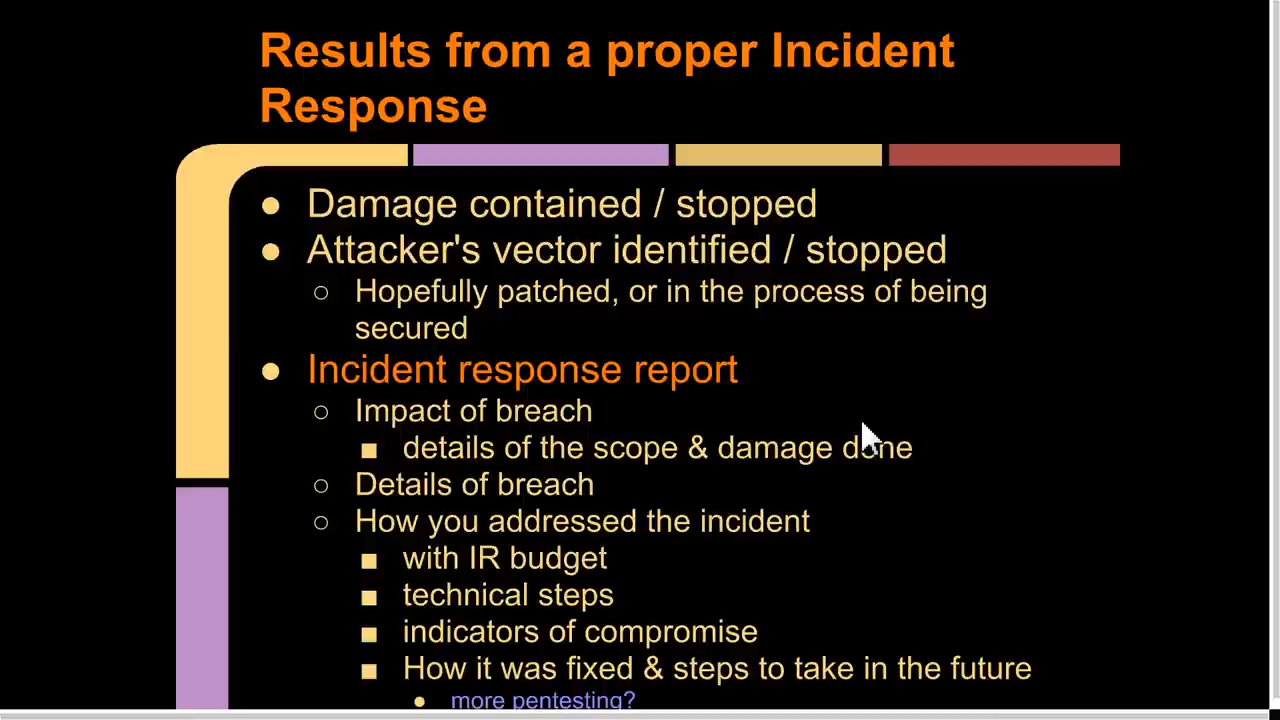 Results from a proper Incident
Response
● Damage contained / stopped
● Attacker's vector identified / stopped
○ Hopefully patched, or in the process of being
secured
● Incident response report
○ Impact of breach
■ details of the scope & damage done
○ Details of breach
○ How you addressed the incident
■ with IR budget
■ technical steps
■ indicators of compromise
■ How it was fixed & steps to take in the future
● more pentesting?